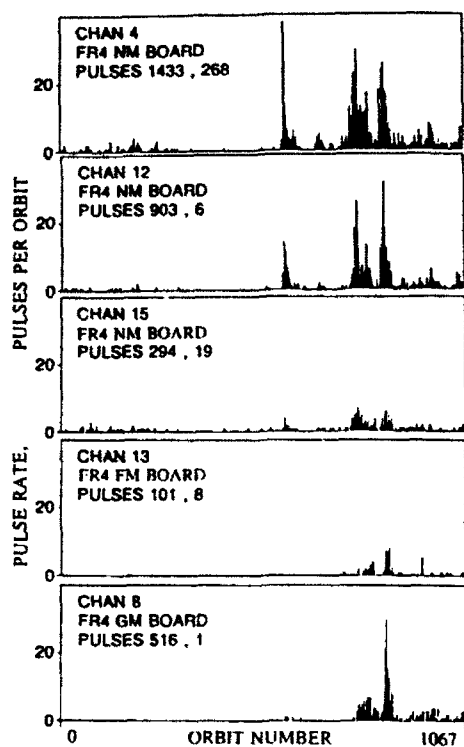 CHAN 4
FR4 NM BOARD
PULSES 1433 , 268
20
0
CHAN 12
FR4 NM BOARD
PULSES 903 , 6
20
0
CHAN 15
FR4 NM BOARD
PULSES 294 , 19
20
0
CHAN 13
FR4 FM BOARD
PULSES 101 , 8
20
0
CHAN 8
FR4 GM BOARD
PULSES 516 , 1
20
0
PULSE RATE, PULSES PER ORBIT
0 ORBIT NUMBER 1067